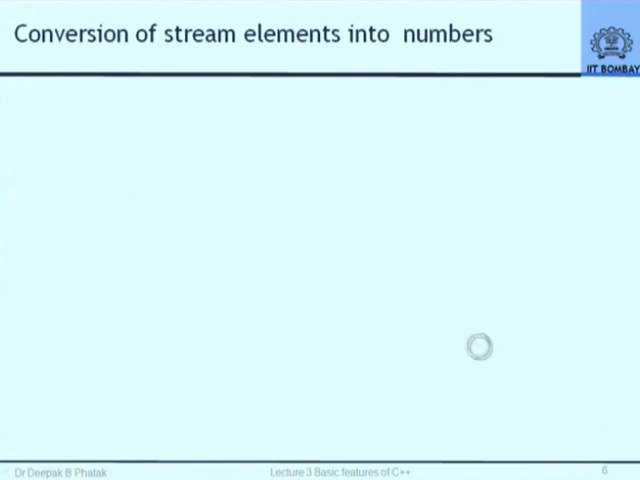 Conversion of stream elements into  numbers
IIT BOMBAY
Dr Deepak B Phatak
Lecture 3 Basic features of C++
6